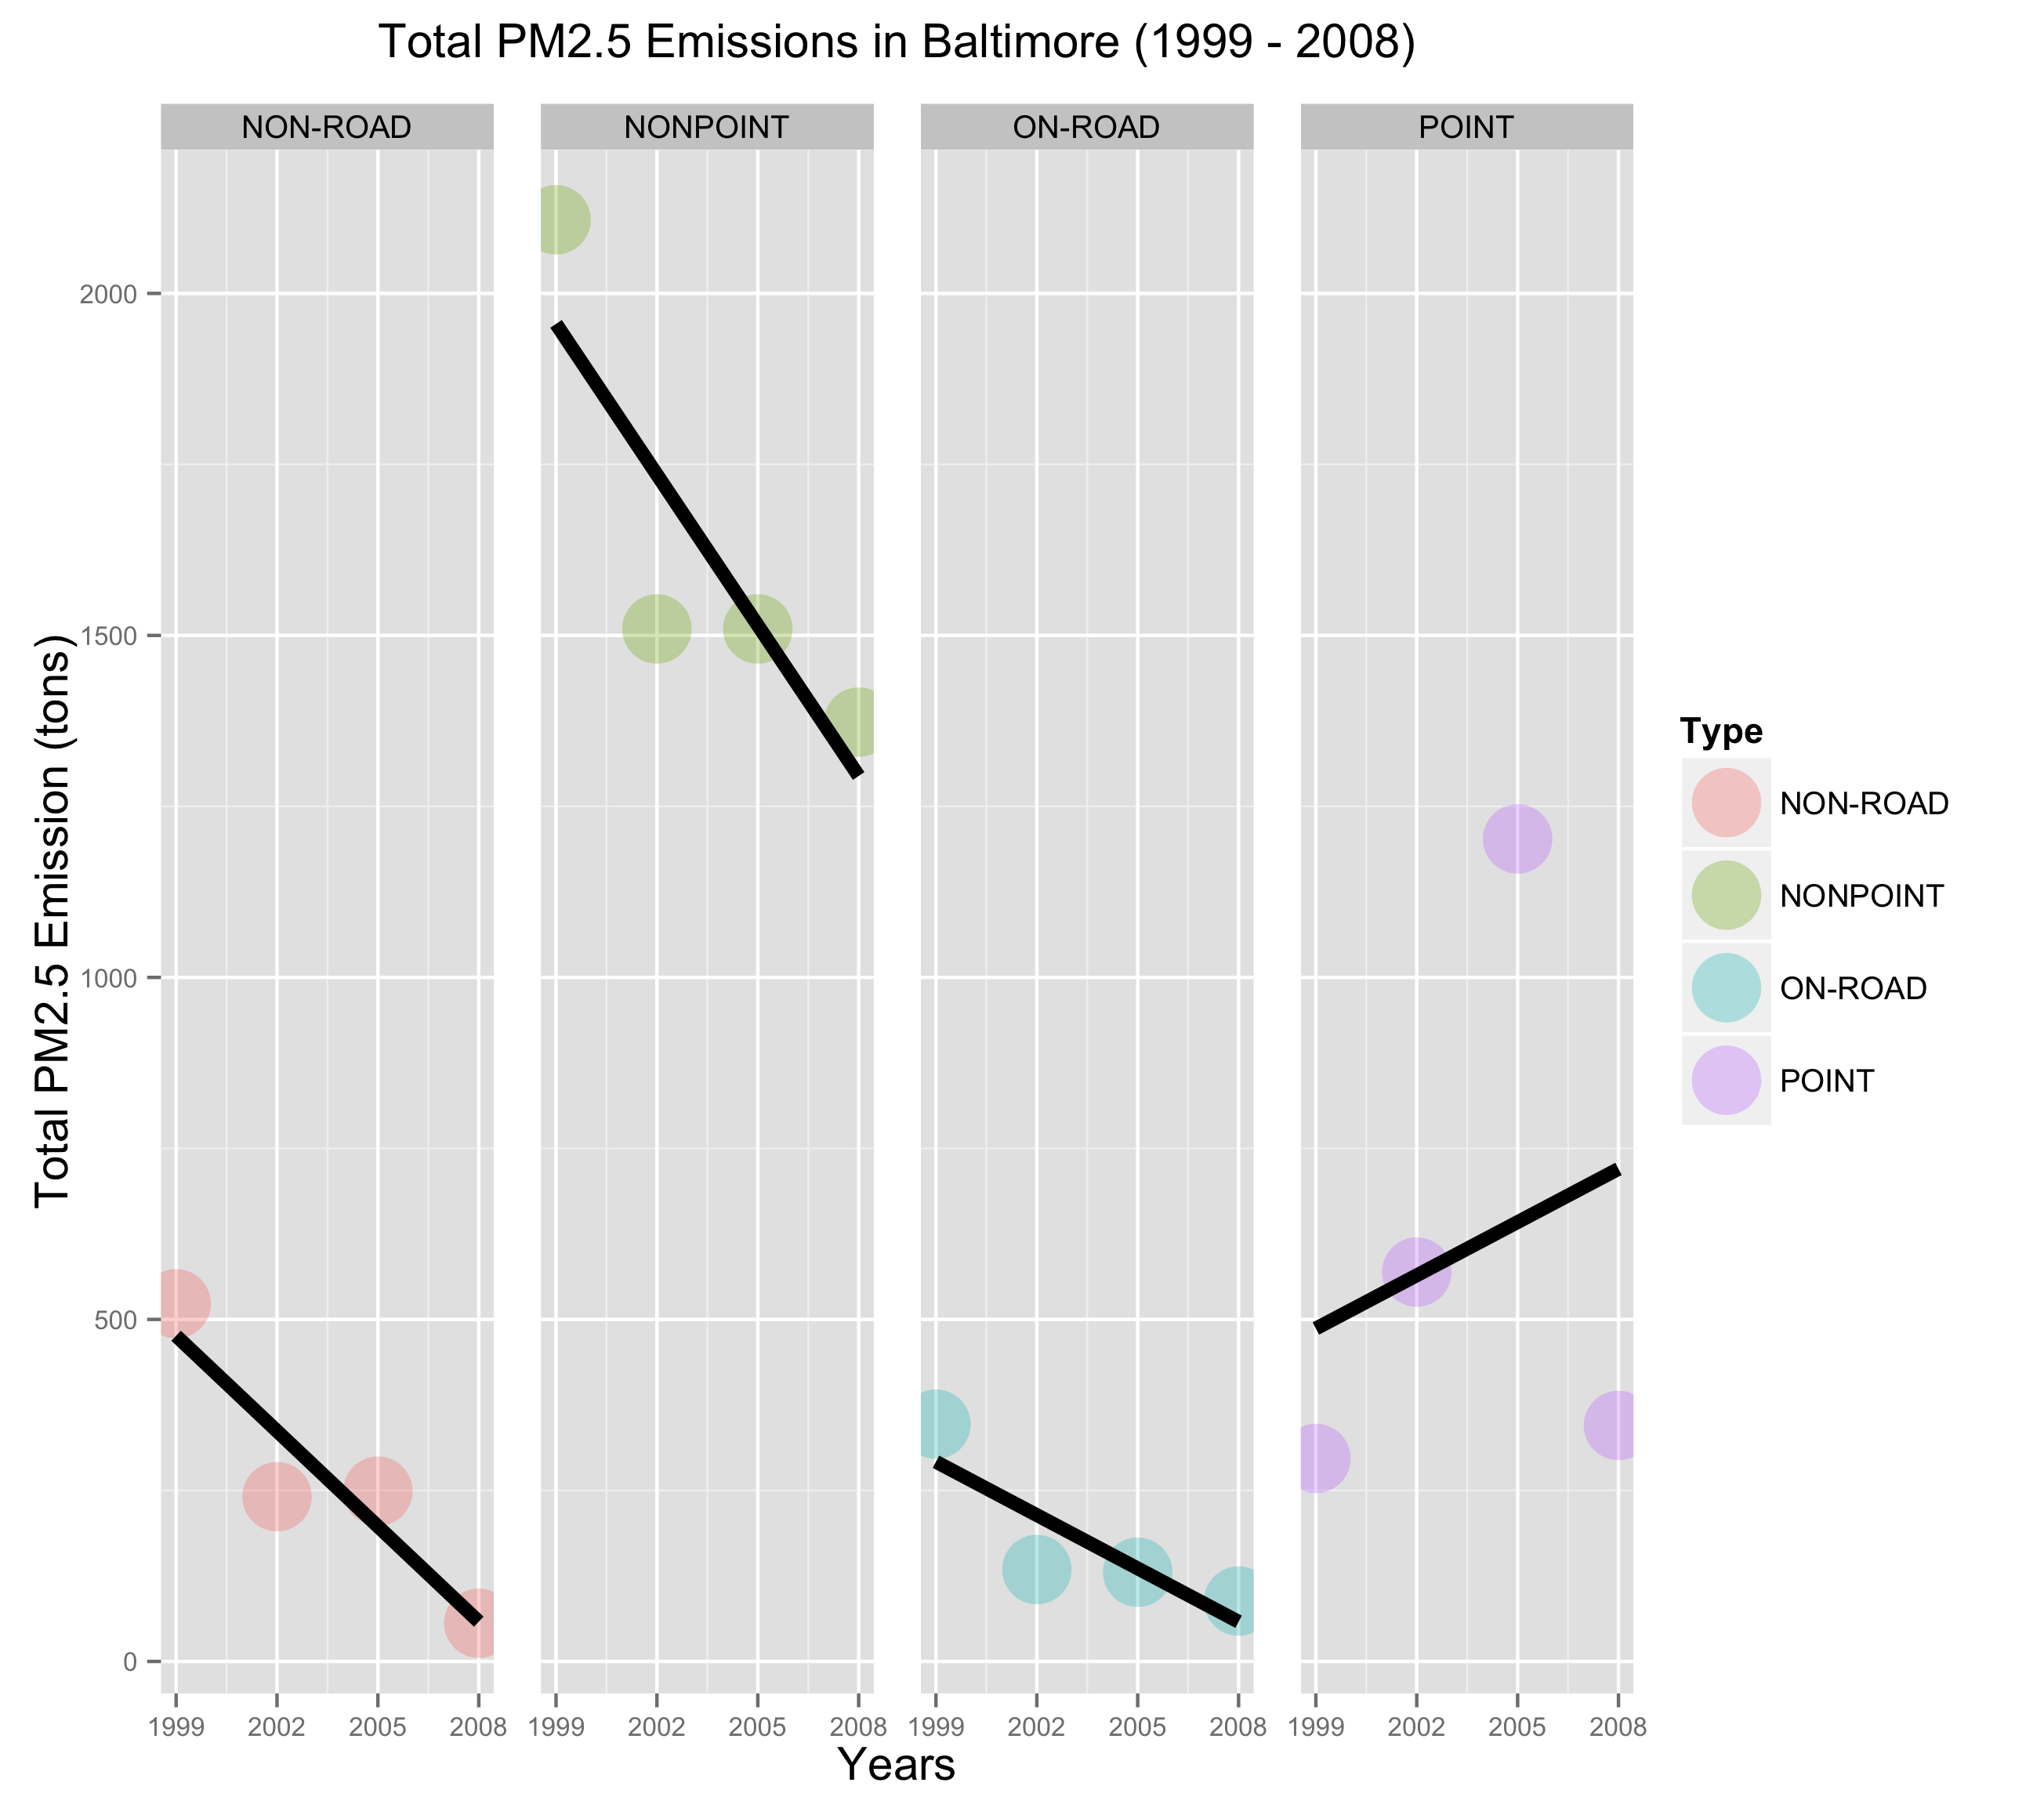 Total PM2.5 Emissions in Baltimore (1999 - 2008)
NON-ROAD NONPOINT ON-ROAD POINT
Total PM2.5 Emission (tons)
2000
1500
1000
500
0
1999 2002 2005 2008 1999 2002 2005 2008 1999 2002 2005 2008 1999 2002 2005 2008
Years
Type
NON-ROAD
NONPOINT
ON-ROAD
POINT